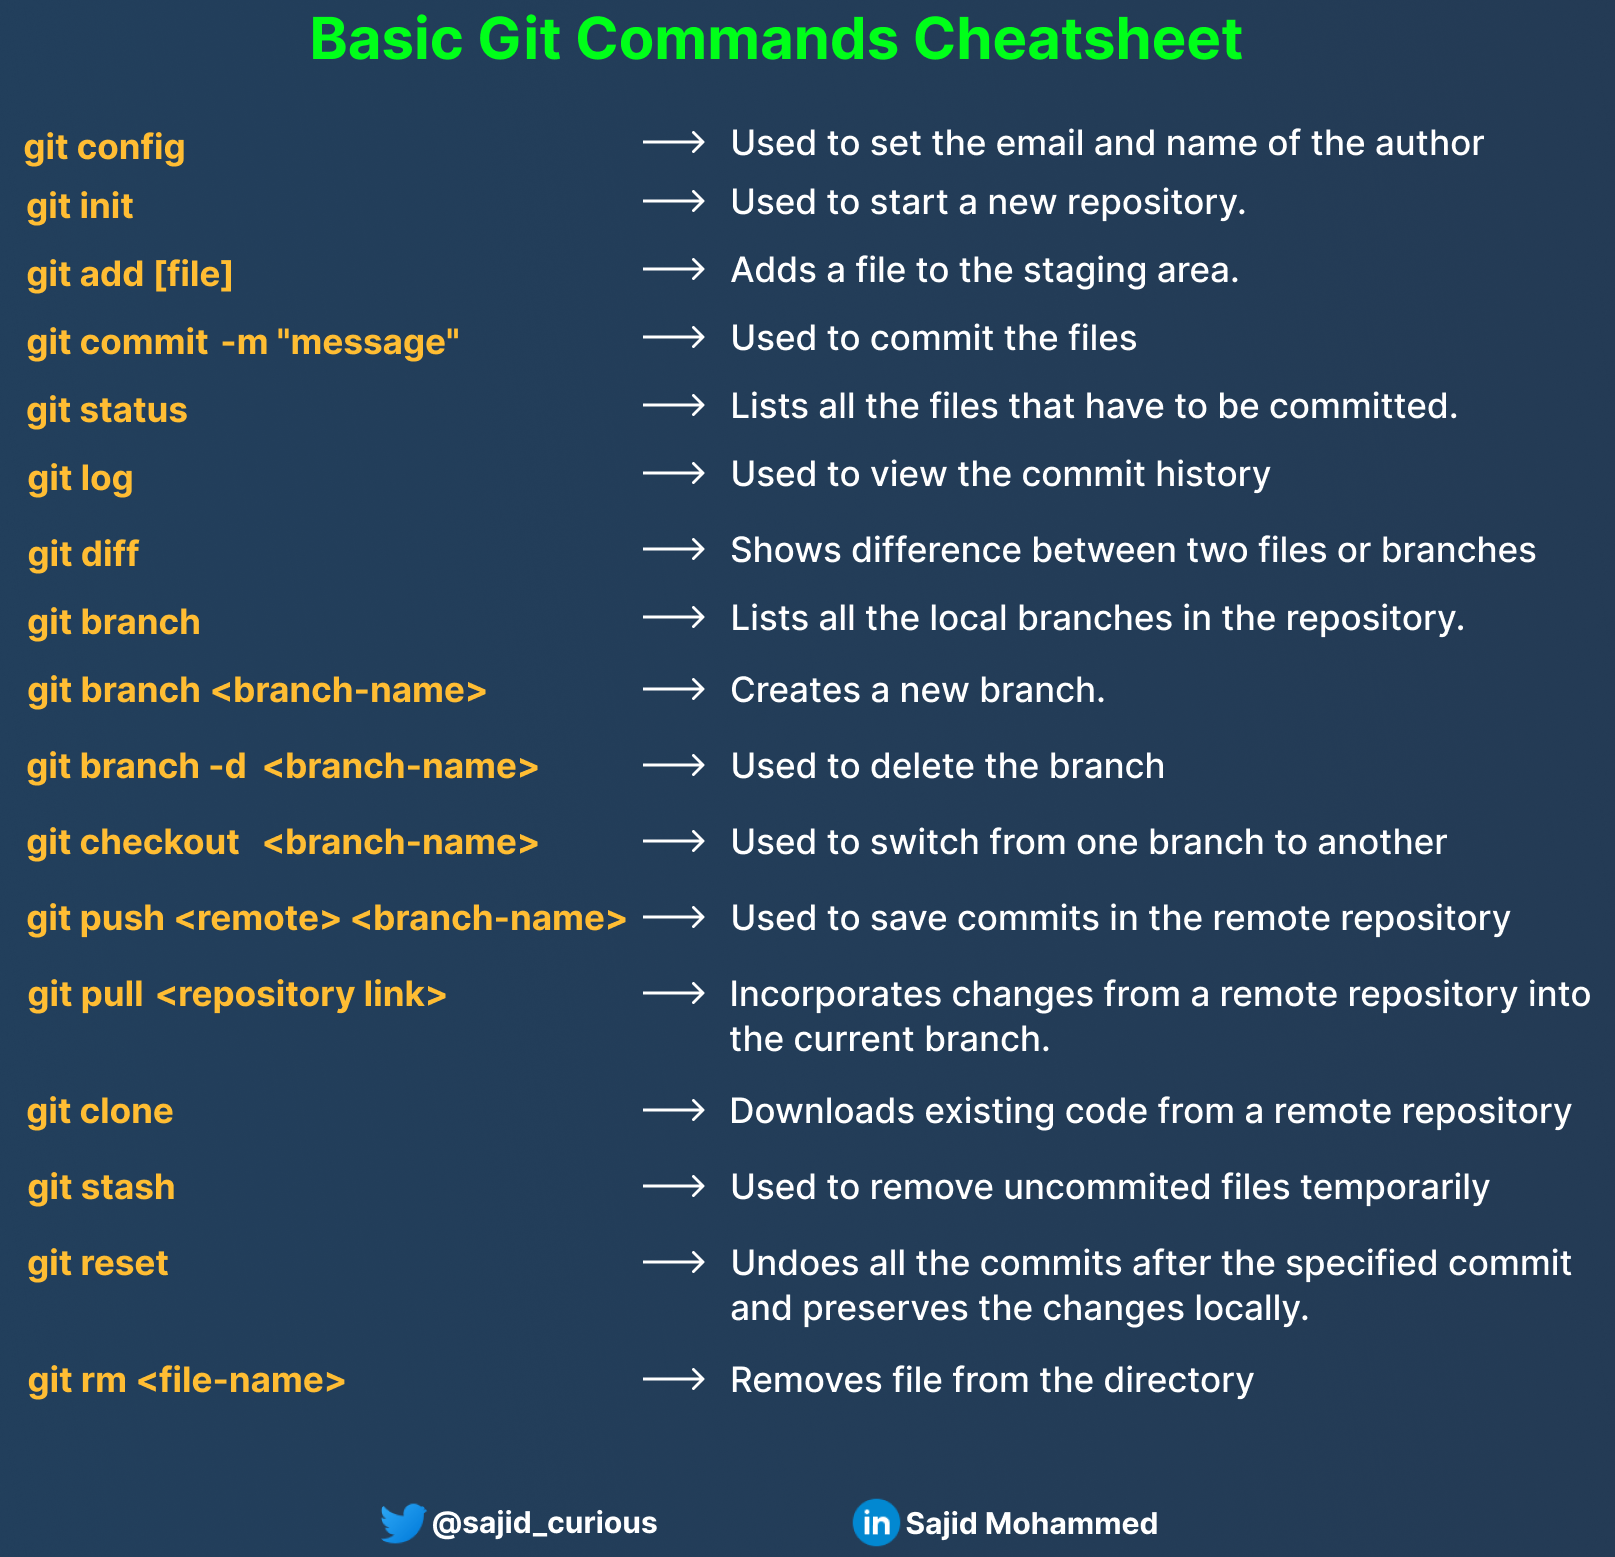 Basic Git Commands Cheatsheet
git config → Used to set the email and name of the author
git init → Used to start a new repository.
git add [file] → Adds a file to the staging area.
git commit -m "message" → Used to commit the files
git status → Lists all the files that have to be committed.
git log → Used to view the commit history
git diff → Shows difference between two files or branches
git branch → Lists all the local branches in the repository.
git branch <branch-name> → Creates a new branch.
git branch -d <branch-name> → Used to delete the branch
git checkout <branch-name> → Used to switch from one branch to another
git push <remote> <branch-name> → Used to save commits in the remote repository
git pull <repository link> → Incorporates changes from a remote repository into
the current branch.
git clone → Downloads existing code from a remote repository
git stash → Used to remove uncommited files temporarily
git reset → Undoes all the commits after the specified commit
and preserves the changes locally.
git rm <file-name> → Removes file from the directory
@sajid_curious
in Sajid Mohammed